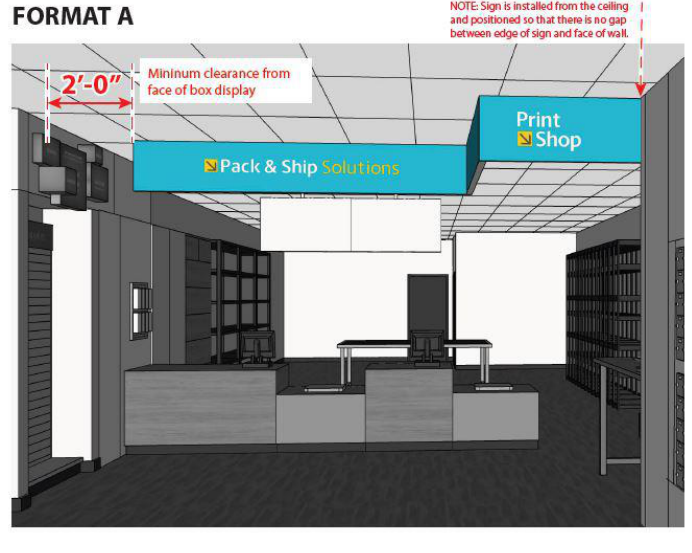 FORMAT A
NOTE: Sign is installed from the ceiling
and positioned so that there is no gap
between edge of sign and face of wall.
2'-0"
Mininum clearance from
face of box display
Print
Shop
Pack & Ship Solutions